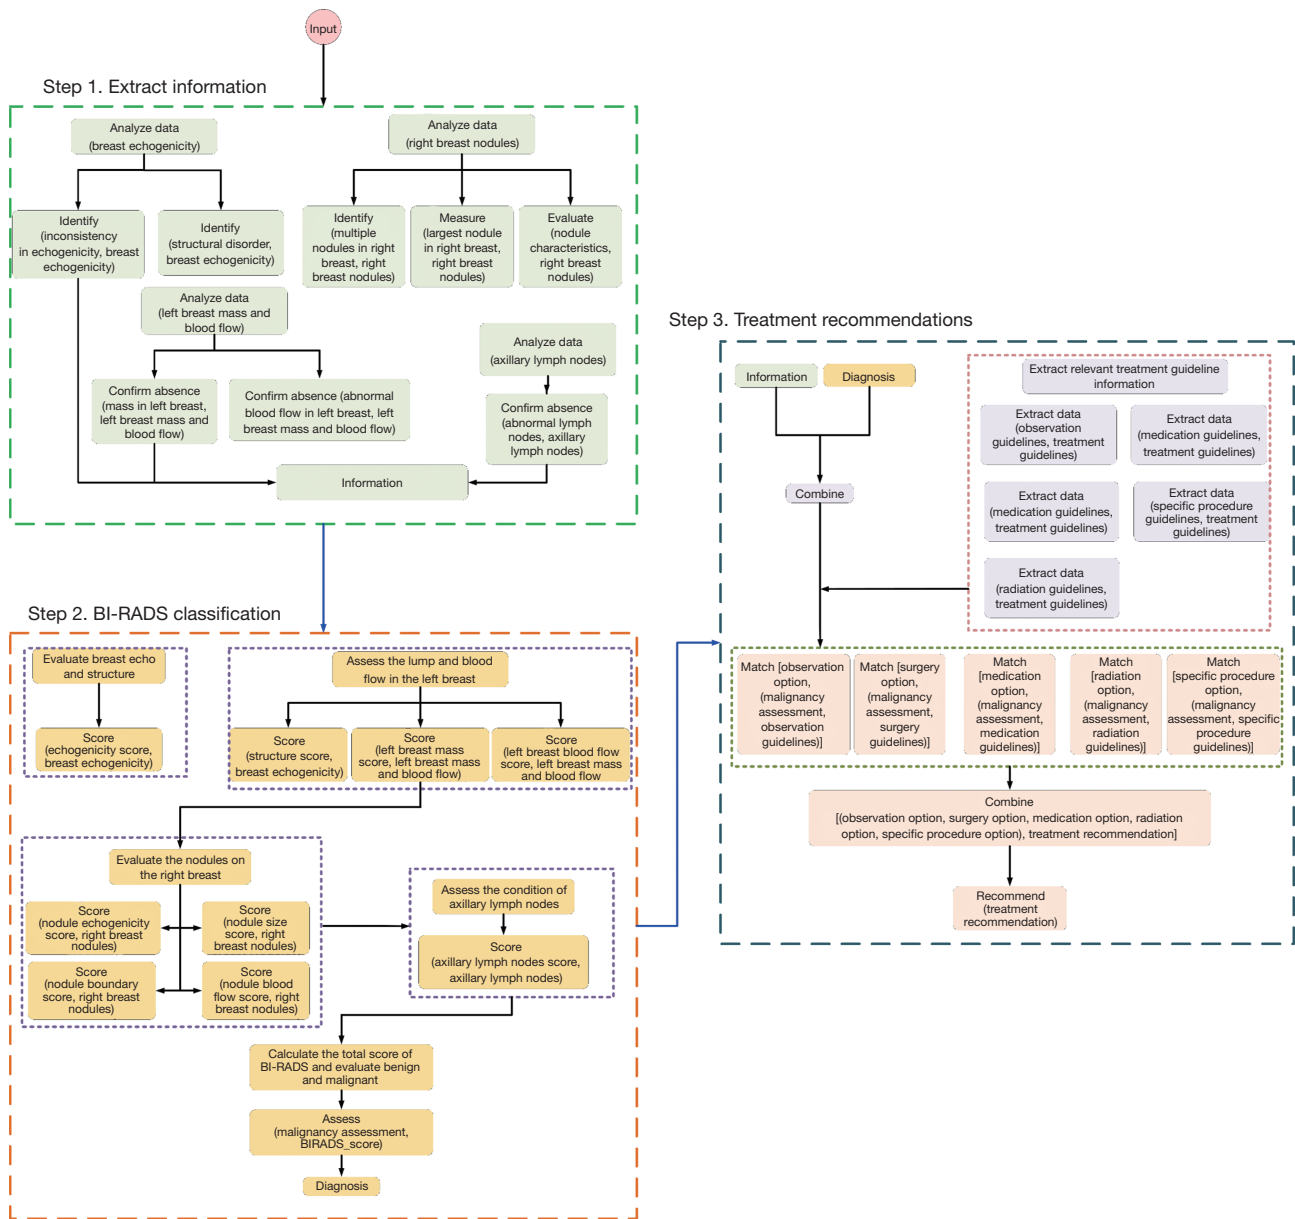 Input
Step 1. Extract information
Analyze data
(breast echogenicity)
Analyze data
(right breast nodules)
Identify
(inconsistency
in echogenicity, breast
echogenicity)
Identify
(structural disorder,
breast echogenicity)
Identify
(multiple
nodules in right
breast, right
breast nodules)
Measure
(largest nodule
in right breast,
right breast
nodules)
Evaluate
(nodule
characteristics,
right breast
nodules)
Analyze data
(left breast mass and
blood flow)
Analyze data
(axillary lymph nodes)
Confirm absence
(mass in left breast,
left breast mass and
blood flow)
Confirm absence (abnormal
blood flow in left breast, left
breast mass and blood flow)
Confirm absence
(abnormal lymph
nodes, axillary
lymph nodes)
Information
Step 2. BI-RADS classification
Evaluate breast echo
and structure
Score
(echogenicity score,
breast echogenicity)
Assess the lump and blood
flow in the left breast
Score
(structure score,
breast echogenicity)
Score
(left breast mass
score, left breast mass
and blood flow)
Score
(left breast blood flow
score, left breast mass
and blood flow
Evaluate the nodules on
the right breast
Score
(nodule echogenicity
score, right breast
nodules)
Score
(nodule size
score, right
breast nodules)
Score
(nodule boundary
score, right breast
nodules)
Score
(nodule blood
flow score, right
breast nodules)
Assess the condition of
axillary lymph nodes
Score
(axillary lymph nodes score,
axillary lymph nodes)
Calculate the total score of
BI-RADS and evaluate benign
and malignant
Assess
(malignancy assessment,
BIRADS_score)
Diagnosis
Step 3. Treatment recommendations
Information
Diagnosis
Combine
Extract relevant treatment guideline
information
Extract data
(observation
guidelines, treatment
guidelines)
Extract data
(medication guidelines,
treatment guidelines)
Extract data
(medication guidelines,
treatment guidelines)
Extract data
(specific procedure
guidelines, treatment
guidelines)
Extract data
(radiation guidelines,
treatment guidelines)
Match [observation
option,
(malignancy
assessment,
observation
guidelines)]
Match [surgery
option,
(malignancy
assessment,
surgery
guidelines)]
Match
[medication
option,
(malignancy
assessment,
medication
guidelines)]
Match
[radiation
option,
(malignancy
assessment,
radiation
guidelines)]
Match
[specific procedure
option,
(malignancy
assessment, specific
procedure
guidelines)]
Combine
[(observation option, surgery option, medication option, radiation
option, specific procedure option), treatment recommendation]
Recommend
(treatment
recommendation)